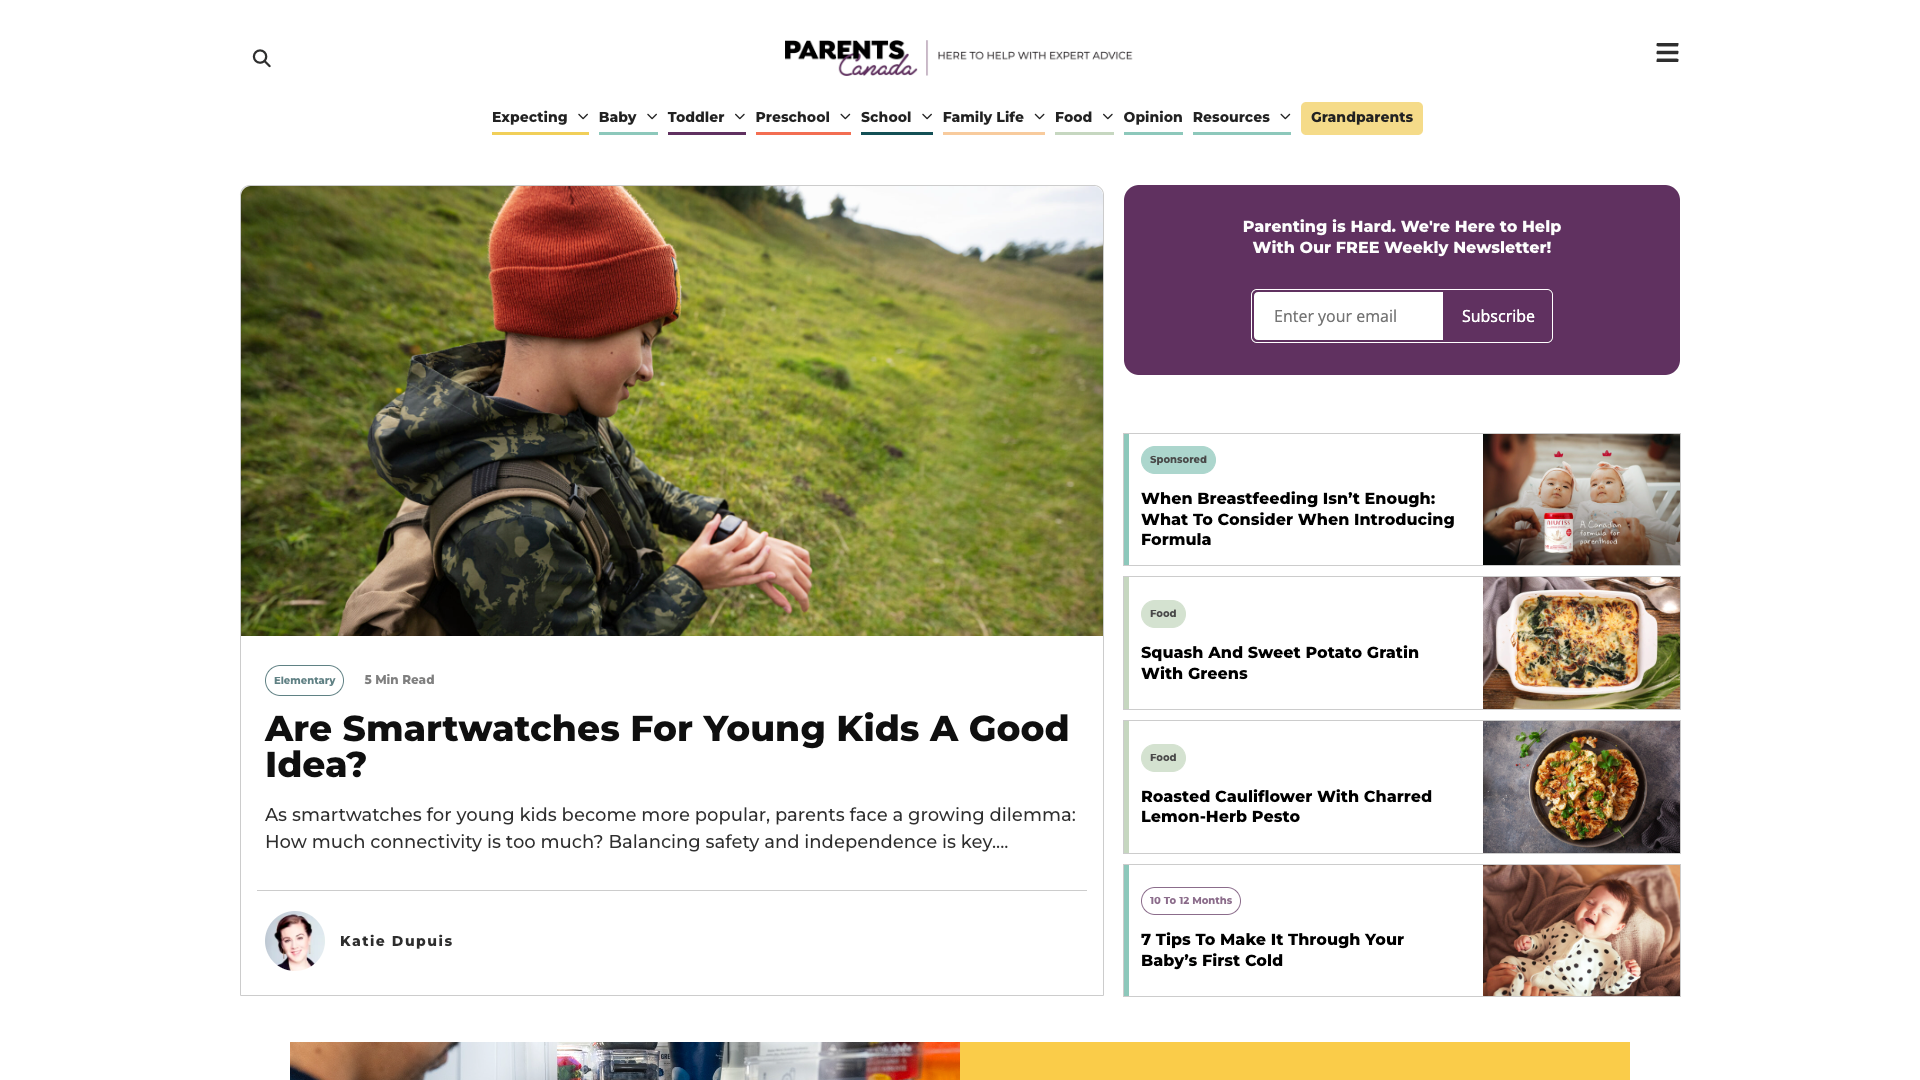 PARENTS
Canada
HERE TO HELP WITH EXPERT ADVICE
Expecting
Baby
Toddler
Preschool
School
Family Life
Food
Opinion
Resources
Grandparents
Elementary
5 Min Read
Are Smartwatches For Young Kids A Good
Idea?
As smartwatches for young kids become more popular, parents face a growing dilemma:
How much connectivity is too much? Balancing safety and independence is key....
Katie Dupuis
Parenting is Hard. We're Here to Help
With Our FREE Weekly Newsletter!
Enter your email
Subscribe
Sponsored
When Breastfeeding Isn’t Enough:
What To Consider When Introducing
Formula
A Canadian
formula for
parenthood
Food
Squash And Sweet Potato Gratin
With Greens
Food
Roasted Cauliflower With Charred
Lemon-Herb Pesto
10 To 12 Months
7 Tips To Make It Through Your
Baby’s First Cold